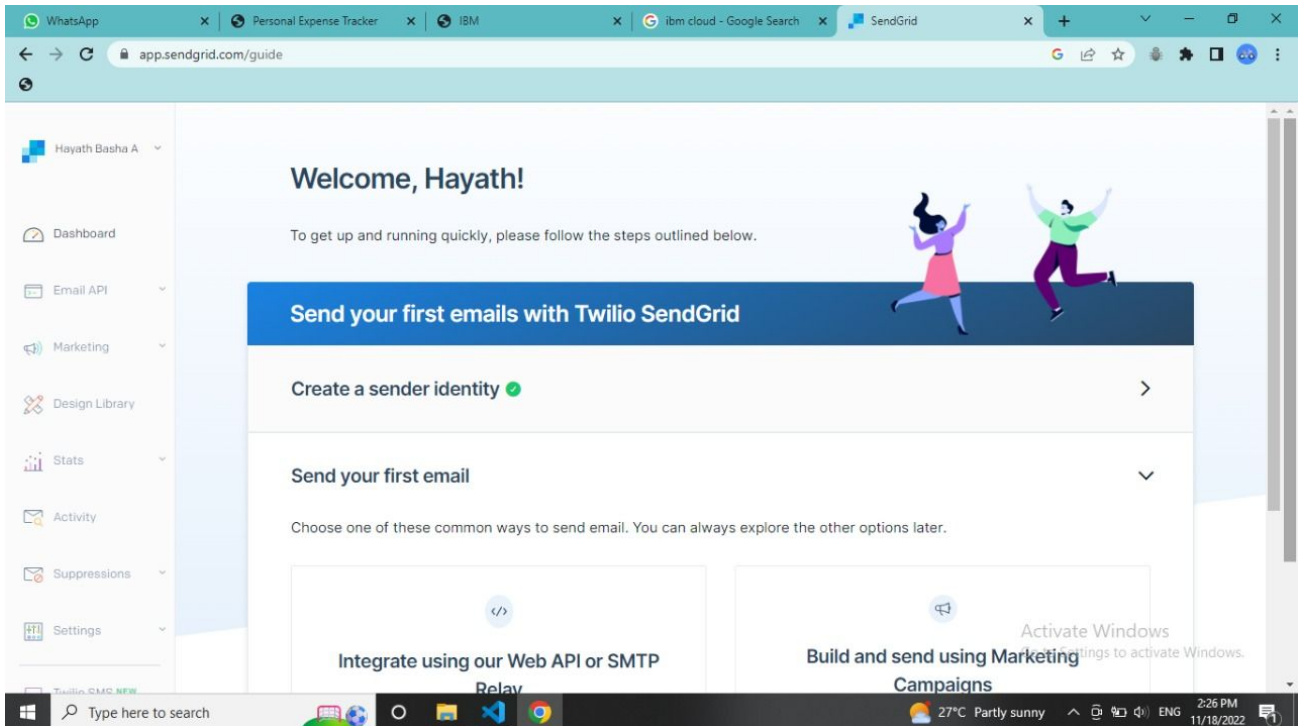 WhatsApp
Personal Expense Tracker
IBM
ibm cloud - Google Search
SendGrid
app.sendgrid.com/guide
Hayath Basha A
Dashboard
Email API
Marketing
Design Library
Stats
Activity
Suppressions
Settings
Twilio SMS NEW
Welcome, Hayath!
To get up and running quickly, please follow the steps outlined below.
Send your first emails with Twilio SendGrid
Create a sender identity
Send your first email
Choose one of these common ways to send email. You can always explore the other options later.
</>
Integrate using our Web API or SMTP
Relay
Build and send using Marketing
Campaigns
Activate Windows
Go to Settings to activate Windows.
Type here to search
27°C Partly sunny
ENG
2:26 PM
11/18/2022